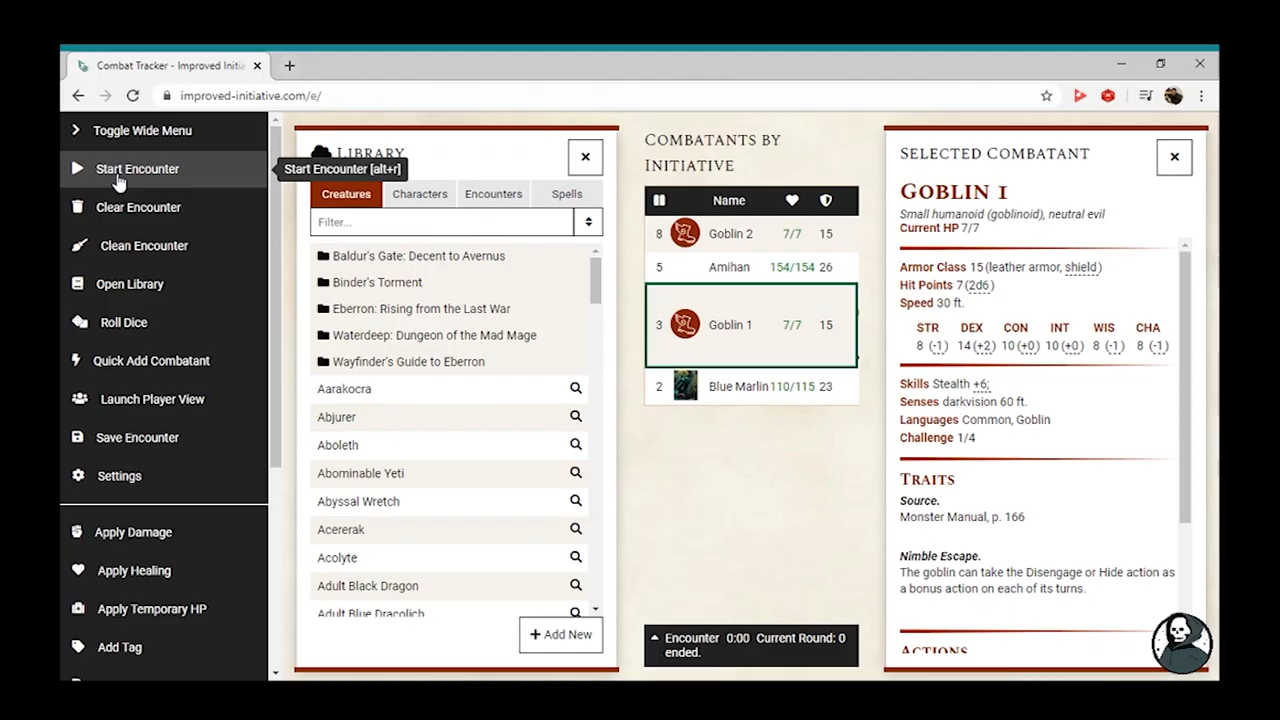 Combat Tracker - Improved Initia
improved-initiative.com/e/
Toggle Wide Menu
Start Encounter
Clear Encounter
Clean Encounter
Open Library
Roll Dice
Quick Add Combatant
Launch Player View
Save Encounter
Settings
Apply Damage
Apply Healing
Apply Temporary HP
Add Tag
Start Encounter [alt+r]
LIBRARY
Creatures Characters Encounters Spells
Filter...
Baldur's Gate: Decent to Avernus
Binder's Torment
Eberron: Rising from the Last War
Waterdeep: Dungeon of the Mad Mage
Wayfinder's Guide to Eberron
Aarakocra
Abjurer
Aboleth
Abominable Yeti
Abyssal Wretch
Acererak
Acolyte
Adult Black Dragon
Adult Blue Dracolich
+ Add New
COMBATANTS BY
INITIATIVE
Name
8 Goblin 2 7/7 15
5 Amihan 154/154 26
3 Goblin 1 7/7 15
2 Blue Marlin 110/115 23
Encounter 0:00 Current Round: 0
ended.
SELECTED COMBATANT
GOBLIN 1
Small humanoid (goblinoid), neutral evil
Current HP 7/7
Armor Class 15 (leather armor, shield)
Hit Points 7 (2d6)
Speed 30 ft.
STR DEX CON INT WIS CHA
8 (-1) 14 (+2) 10 (+0) 10 (+0) 8 (-1) 8 (-1)
Skills Stealth +6;
Senses darkvision 60 ft.
Languages Common, Goblin
Challenge 1/4
TRAITS
Source.
Monster Manual, p. 166
Nimble Escape.
The goblin can take the Disengage or Hide action as
a bonus action on each of its turns.
ACTIONS